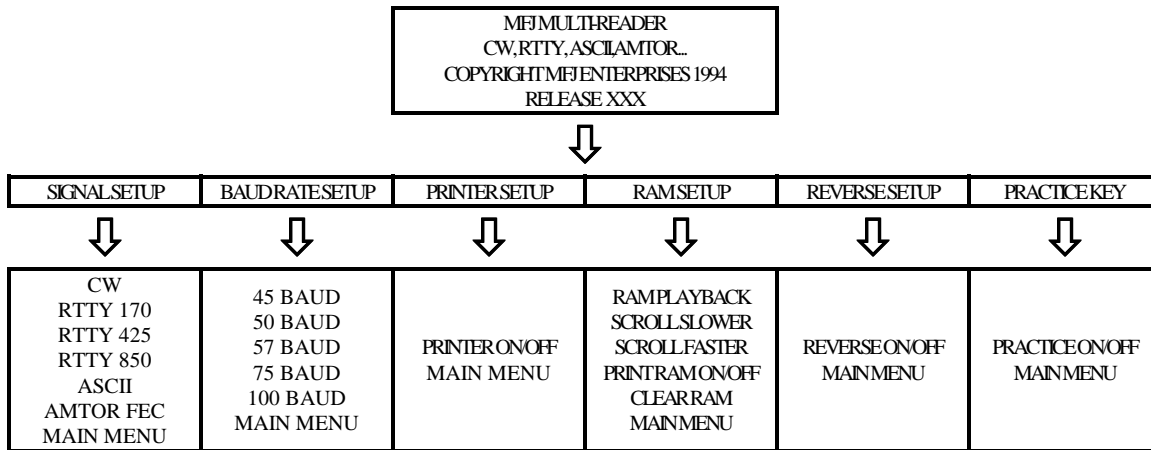 MFJ MULTI-READER
CW, RTTY, ASCII, AMTOR...
COPYRIGHT MFJ ENTERPRISES 1994
RELEASE XXX
SIGNAL SETUP
BAUD RATE SETUP
PRINTER SETUP
RAM SETUP
REVERSE SETUP
PRACTICE KEY
CW
RTTY 170
RTTY 425
RTTY 850
ASCII
AMTOR FEC
MAIN MENU
45 BAUD
50 BAUD
57 BAUD
75 BAUD
100 BAUD
MAIN MENU
PRINTER ON/OFF
MAIN MENU
RAM PLAYBACK
SCROLL SLOWER
SCROLL FASTER
PRINT RAM ON/OFF
CLEAR RAM
MAIN MENU
REVERSE ON/OFF
MAIN MENU
PRACTICE ON/OFF
MAIN MENU